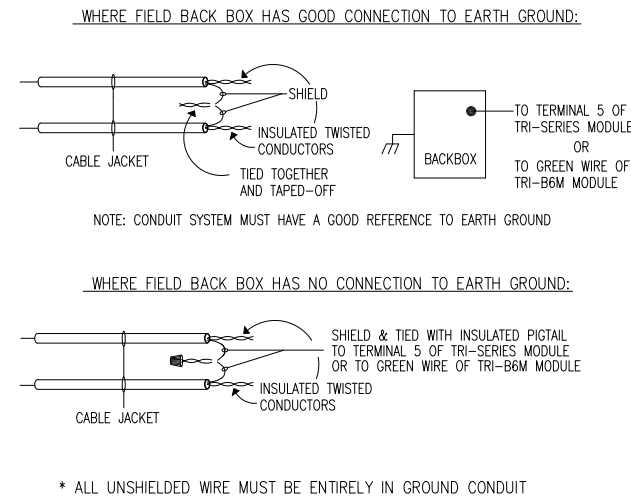 WHERE FIELD BACK BOX HAS GOOD CONNECTION TO EARTH GROUND:
SHIELD
INSULATED TWISTED
CONDUCTORS
CABLE JACKET
TIED TOGETHER
AND TAPED-OFF
BACKBOX
TO TERMINAL 5 OF
TRI-SERIES MODULE
OR
TO GREEN WIRE OF
TRI-B6M MODULE
NOTE: CONDUIT SYSTEM MUST HAVE A GOOD REFERENCE TO EARTH GROUND
WHERE FIELD BACK BOX HAS NO CONNECTION TO EARTH GROUND:
SHIELD & TIED WITH INSULATED PIGTAIL
TO TERMINAL 5 OF TRI-SERIES MODULE
OR TO GREEN WIRE OF TRI-B6M MODULE
INSULATED TWISTED
CONDUCTORS
CABLE JACKET
* ALL UNSHIELDED WIRE MUST BE ENTIRELY IN GROUND CONDUIT